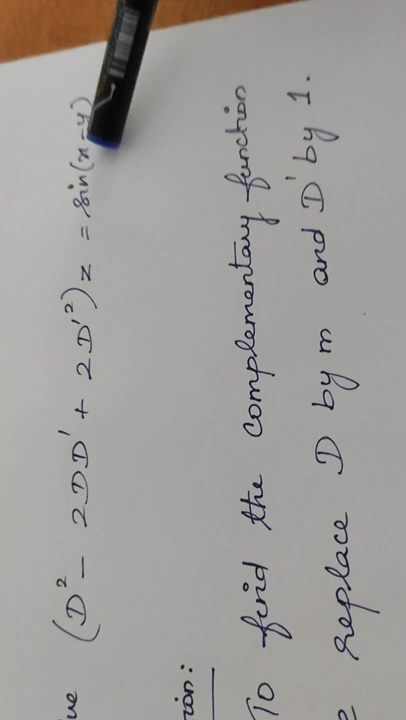 (D² - 2DD' + 2D'²)z = sin(x-y)
To find the complementary function
replace D by m and D' by 1.